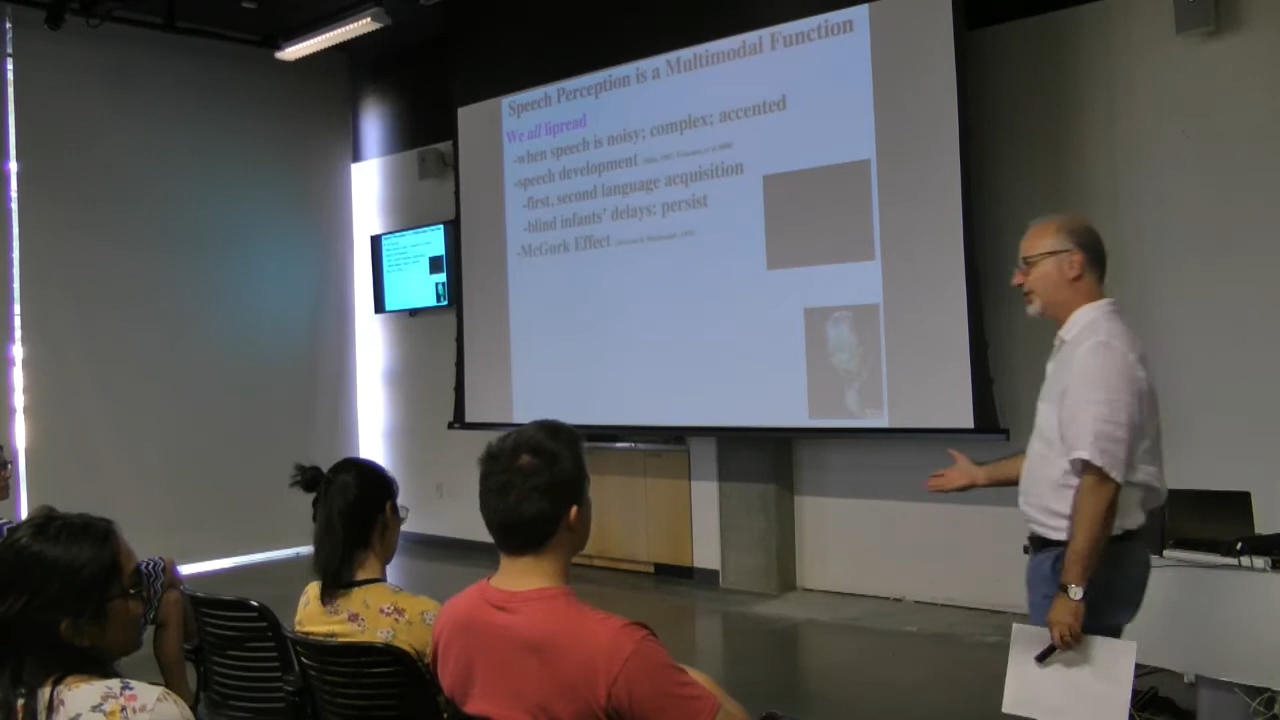 Speech Perception is a Multimodal Function
We all lipread
-when speech is noisy; complex; accented
-speech development
-first, second language acquisition
-blind infants' delays: persist
-McGurk Effect